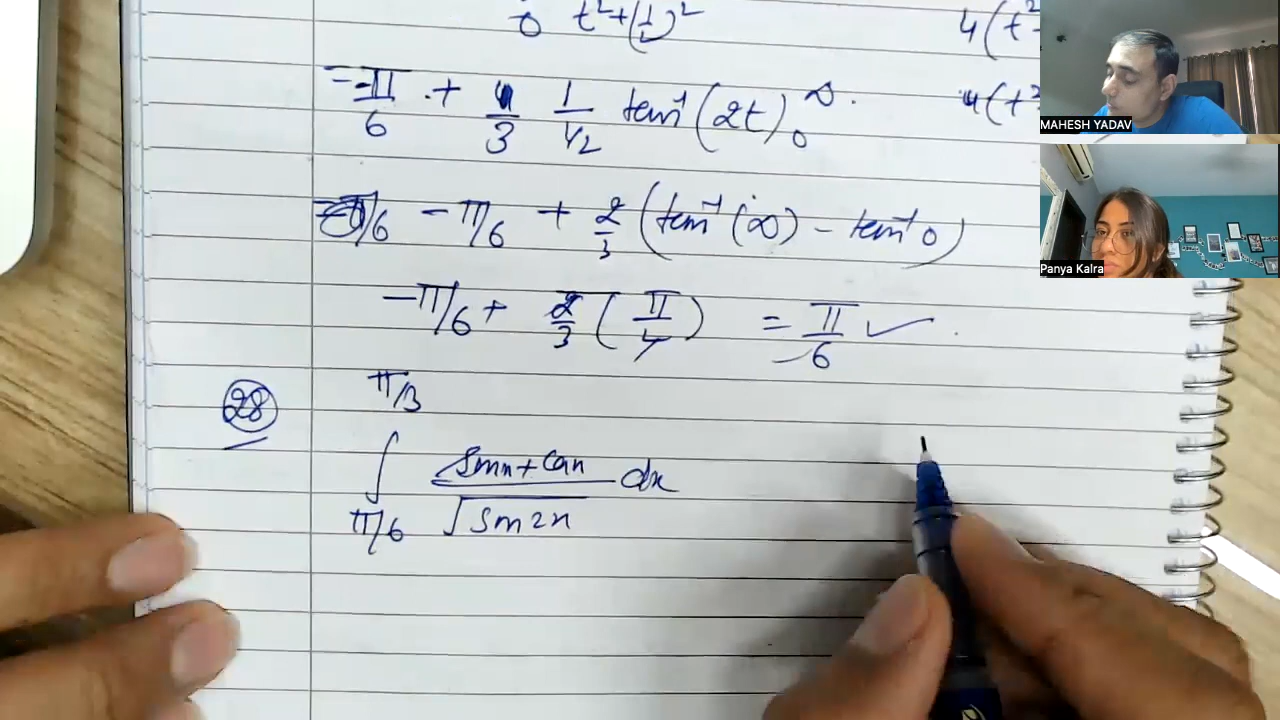 0 t²+(1/2)² 4(t²
-π/6 + 4/3 1/(1/2) tan⁻¹(2t)₀^∞ 4(t²
-π/6 + 2/3 (tan⁻¹(∞) - tan⁻¹0)
-π/6 + 2/3 (π/4) = π/6 ✓
28
∫_{π/6}^{π/3} (sinx+cosx)/√(sin2x) dx
MAHESH YADAV
Panya Kalra